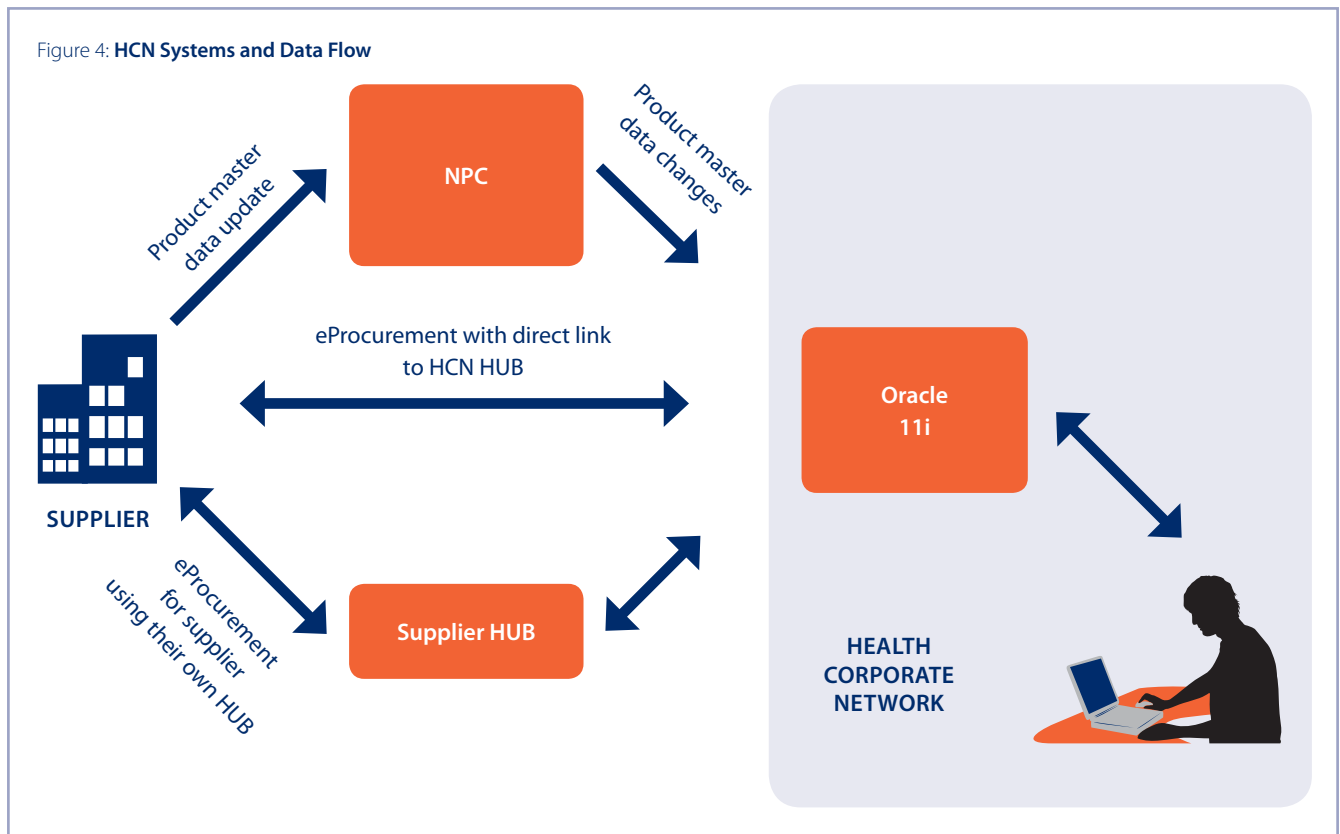 Figure 4: HCN Systems and Data Flow
Product master
data update
NPC
Product master
data changes
eProcurement with direct link
to HCN HUB
Oracle
11i
SUPPLIER
eProcurement
for supplier
using their own HUB
Supplier HUB
HEALTH
CORPORATE
NETWORK